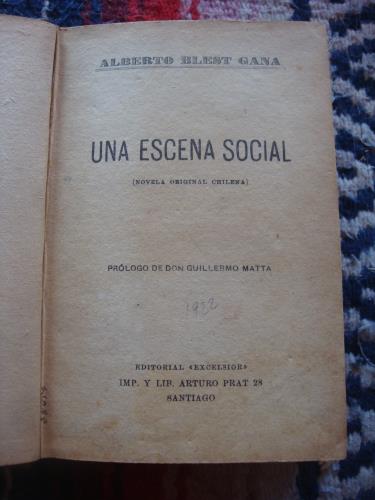 ALBERTO BLEST GANA
UNA ESCENA SOCIAL
(NOVELA ORIGINAL CHILENA)
PRÓLOGO DE DON GUILLERMO MATTA
1922
EDITORIAL «EXCELSIOR»
IMP. Y LIB. ARTURO PRAT 28
SANTIAGO